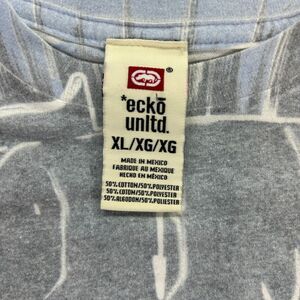 ®
*eckō
unltd.
XL/XG/XG
MADE IN MEXICO
FABRIQUE AU MEXIQUE
HECHO EN MÉXICO
50% COTTON/50% POLYESTER
50% COTON/50% POLYESTER
50% ALGODON/50% POLIESTER